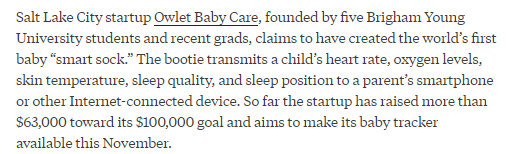 Salt Lake City startup Owlet Baby Care, founded by five Brigham Young
University students and recent grads, claims to have created the world’s first
baby “smart sock.” The bootie transmits a child’s heart rate, oxygen levels,
skin temperature, sleep quality, and sleep position to a parent’s smartphone
or other Internet-connected device. So far the startup has raised more than
$63,000 toward its $100,000 goal and aims to make its baby tracker
available this November.